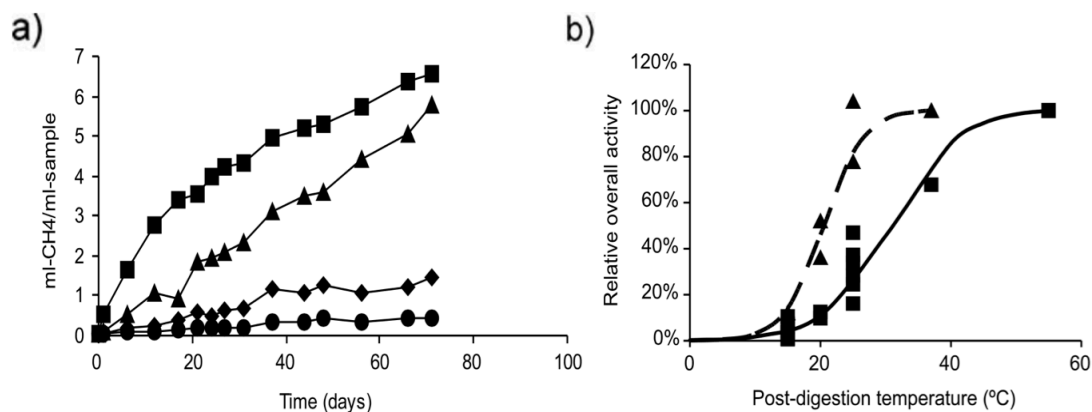 a)
ml-CH4/ml-sample
7
6
5
4
3
2
1
0
0 20 40 60 80 100
Time (days)
b)
Relative overall activity
120%
100%
80%
60%
40%
20%
0%
0 20 40 60
Post-digestion temperature (ºC)